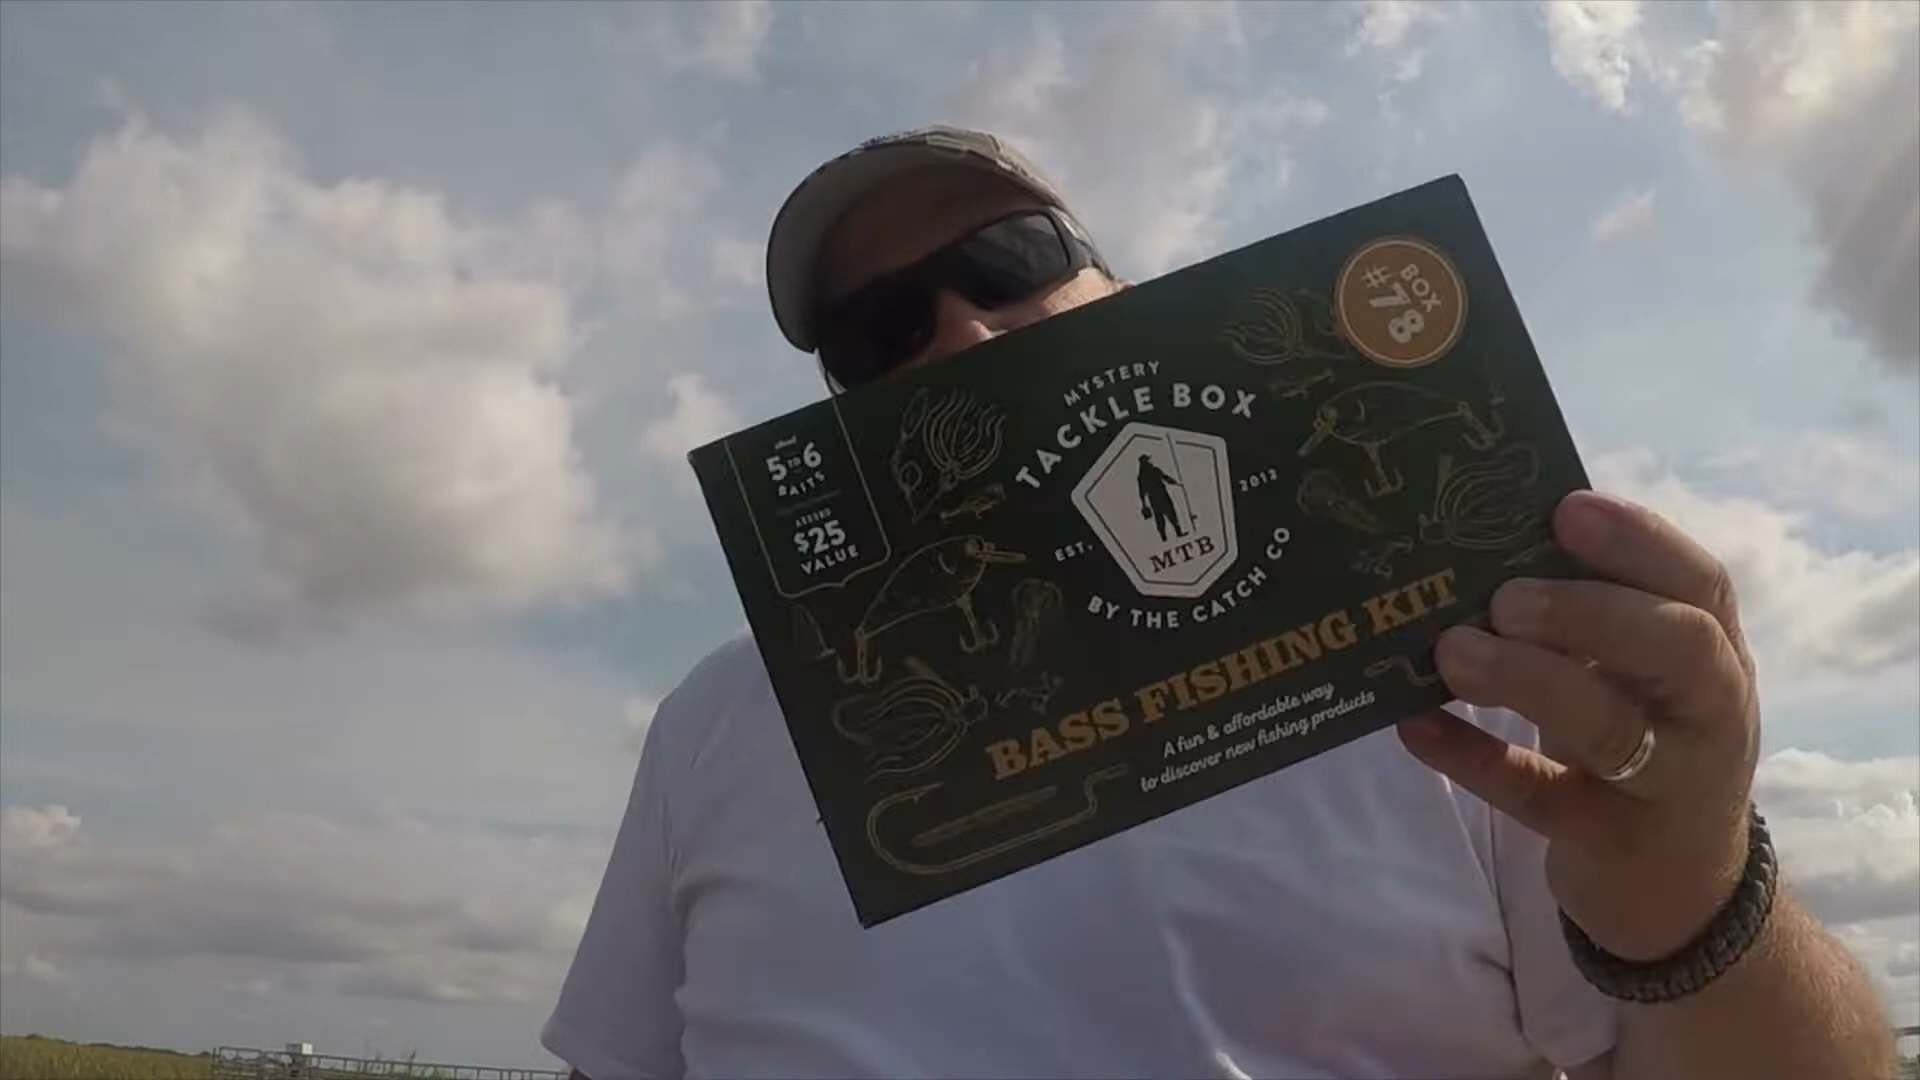 about
5 TO 6
BAITS
AROUND
$25
VALUE
MYSTERY
TACKLE BOX
EST. 2012
MTB
BY THE CATCH CO
BOX
#78
BASS FISHING KIT
A fun & affordable way
to discover new fishing products